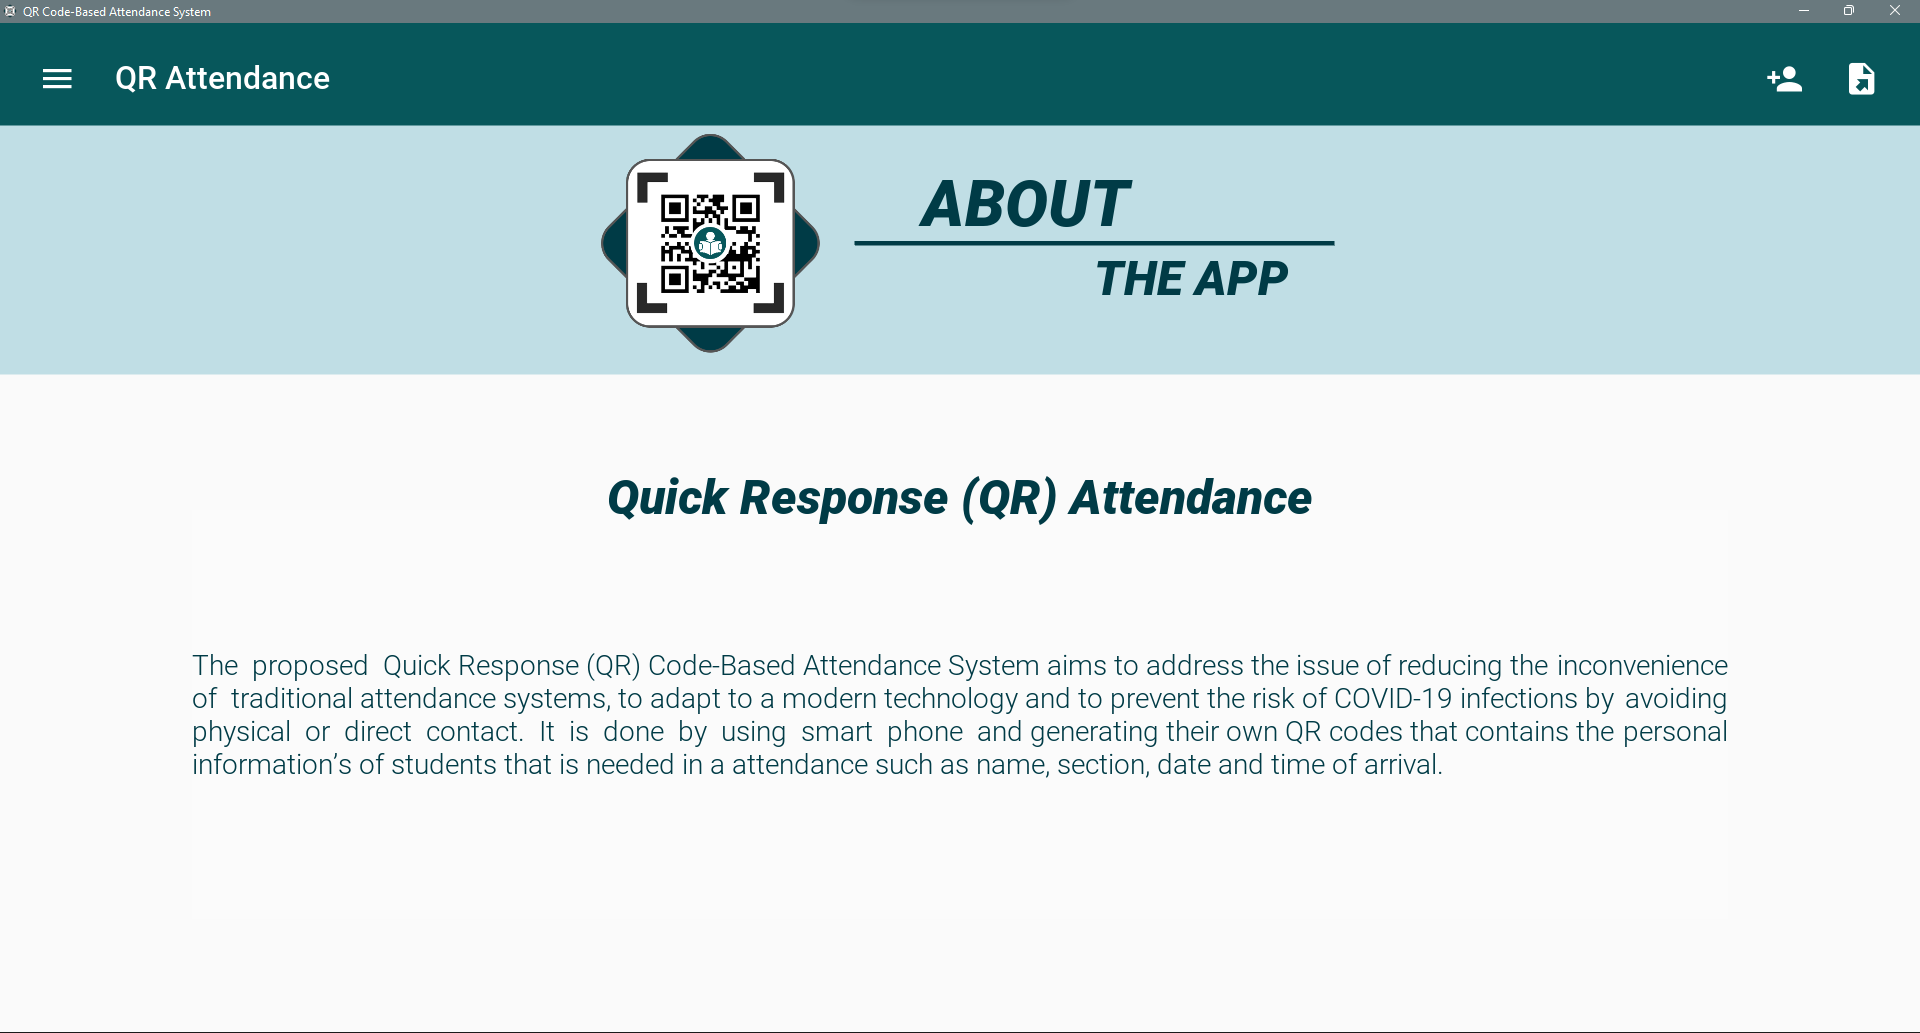 QR Code-Based Attendance System
QR Attendance
ABOUT
THE APP
Quick Response (QR) Attendance
The proposed Quick Response (QR) Code-Based Attendance System aims to address the issue of reducing the inconvenience
of traditional attendance systems, to adapt to a modern technology and to prevent the risk of COVID-19 infections by avoiding
physical or direct contact. It is done by using smart phone and generating their own QR codes that contains the personal
information’s of students that is needed in a attendance such as name, section, date and time of arrival.